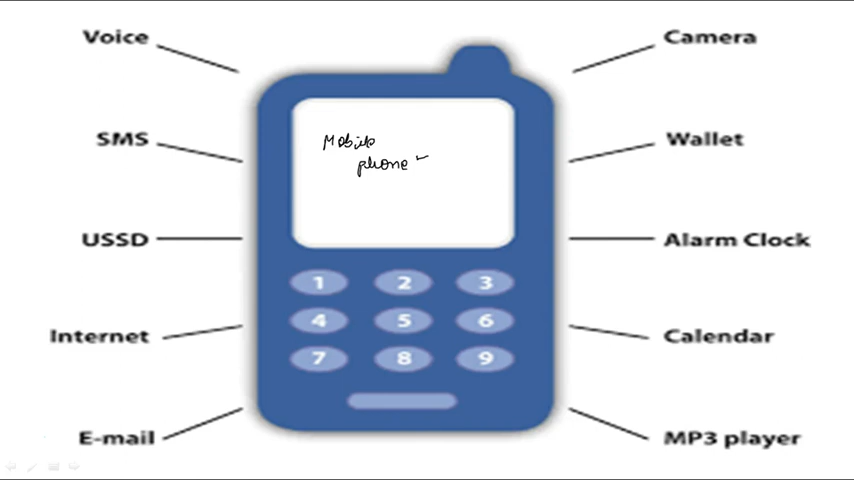 Voice
Camera
Mobile
phone
SMS
Wallet
USSD
Alarm Clock
1 2 3
Internet
4 5 6
Calendar
7 8 9
E-mail
MP3 player